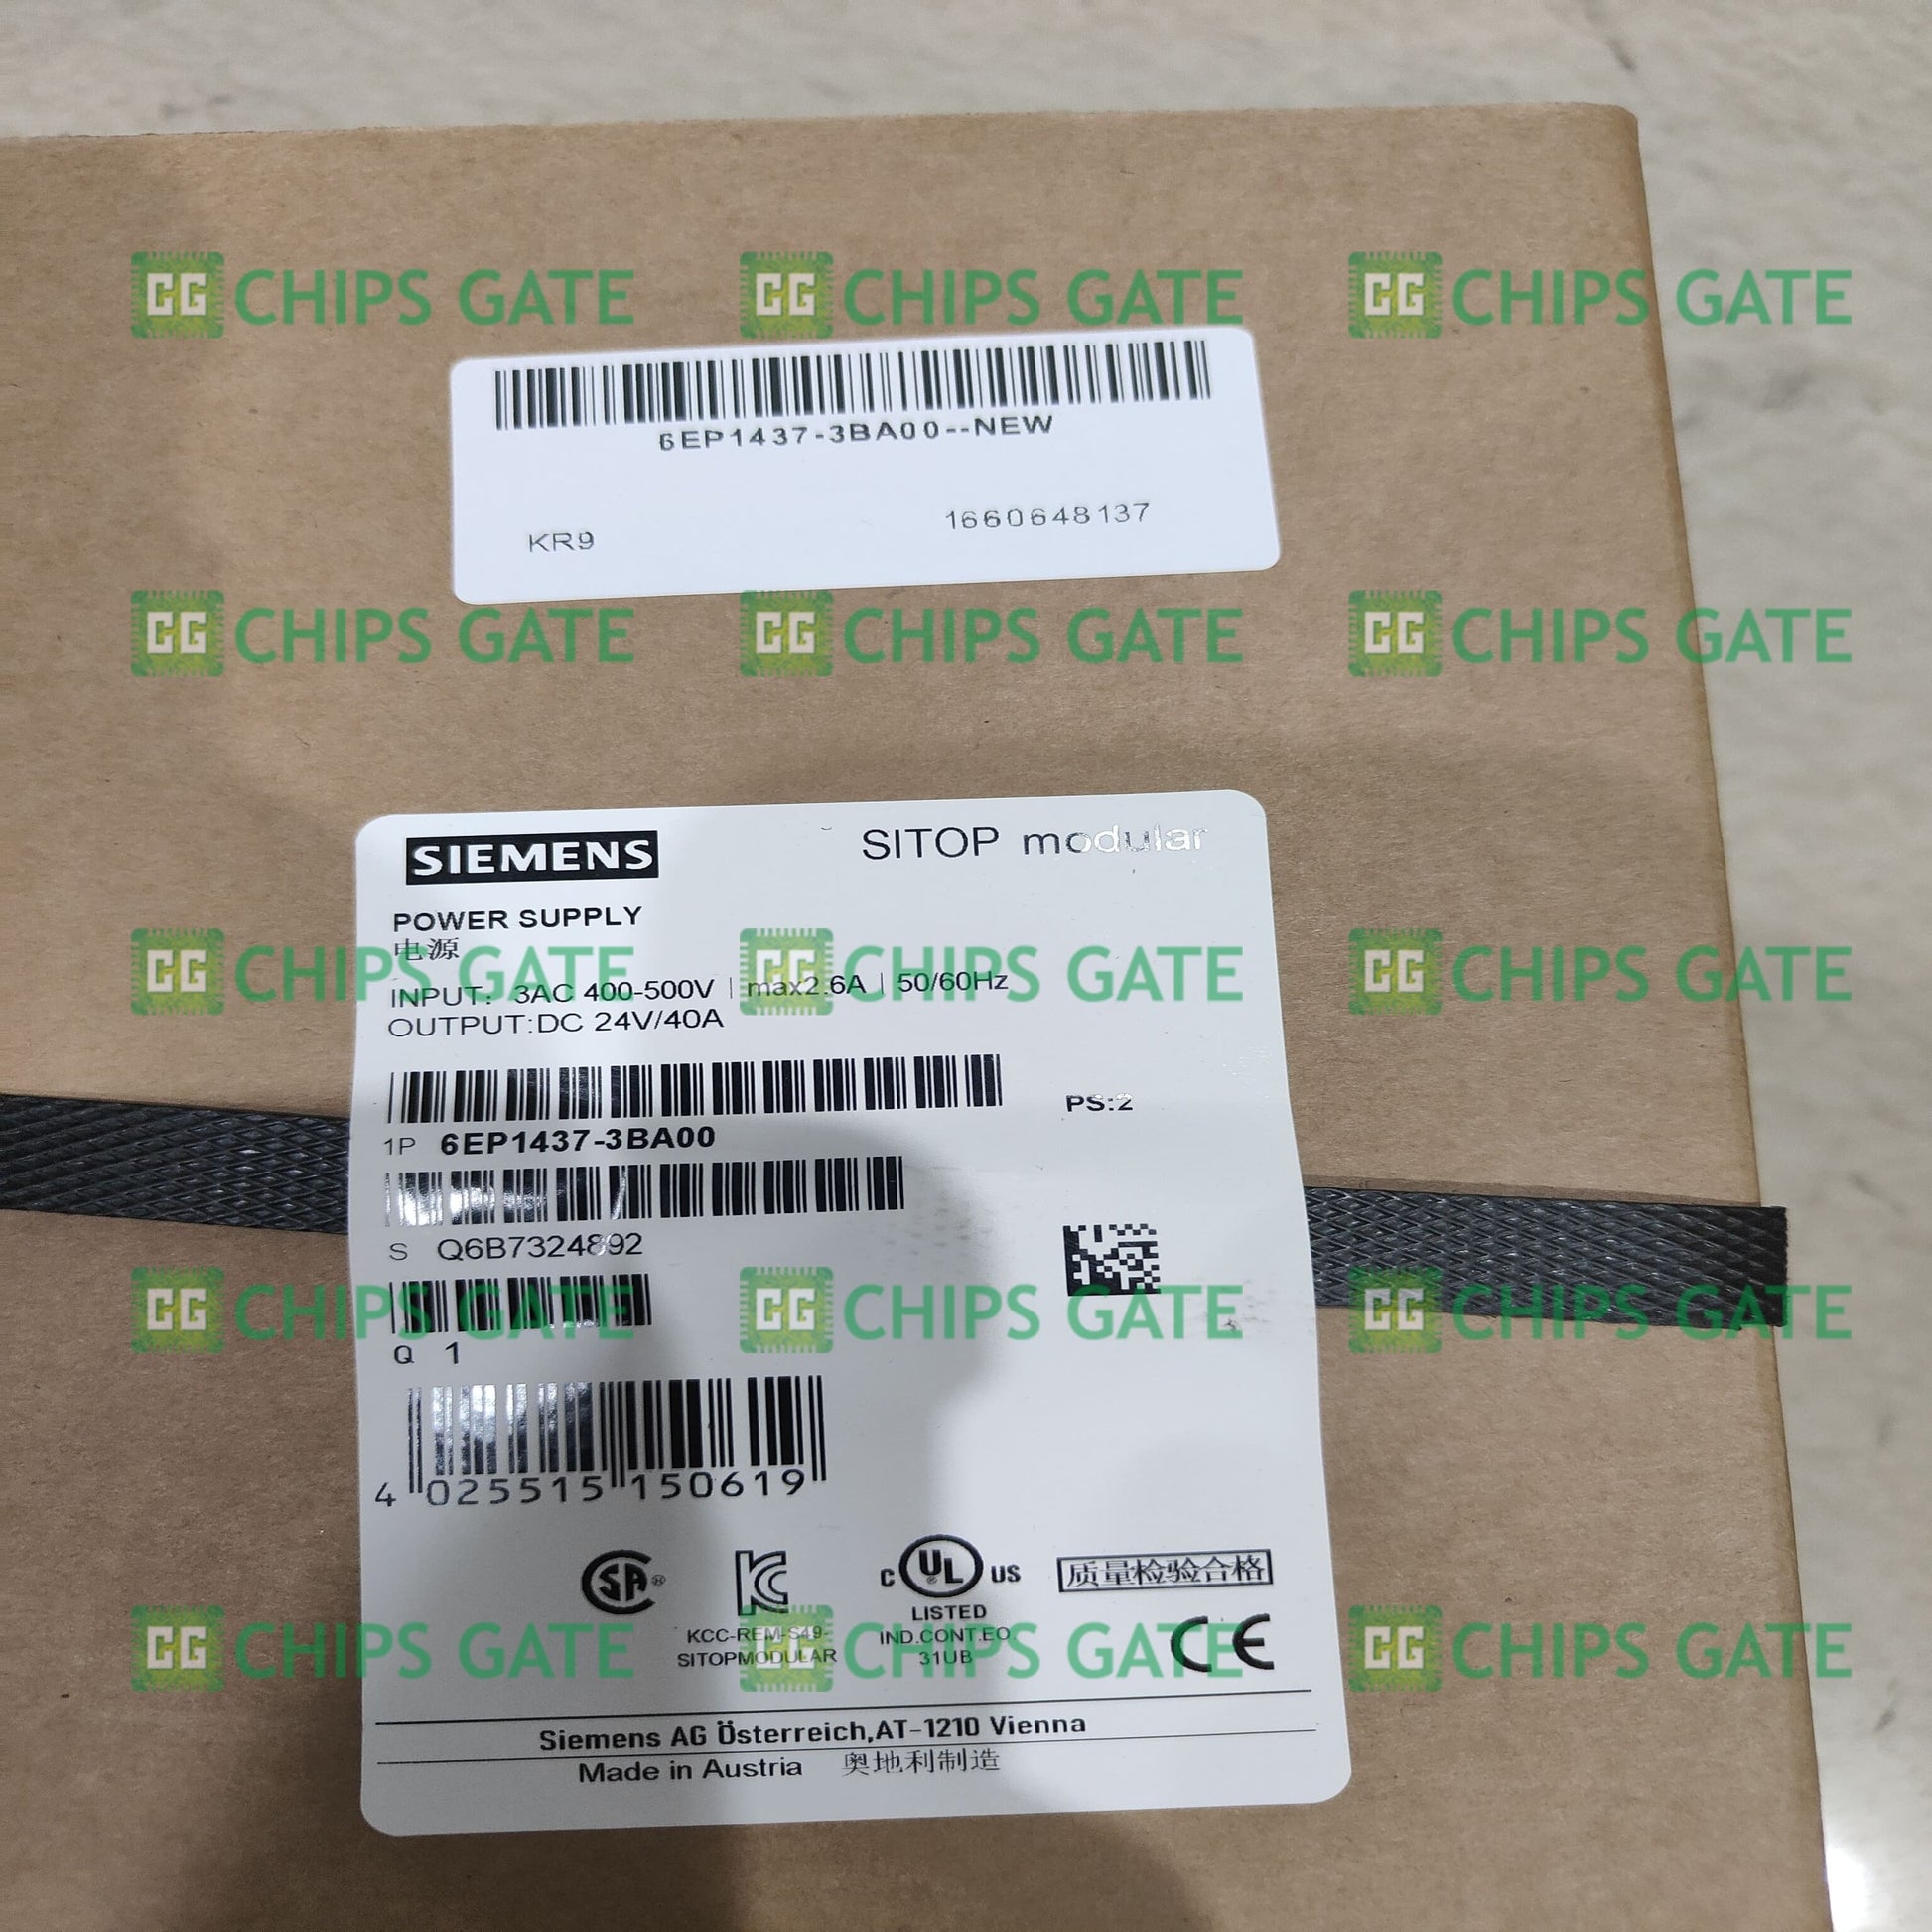 CG CHIPS GATE CG CHIPS GATE CG CHIPS GATE
6EP1437-3BA00--NEW
KR9 1660648137
CG CHIPS GATE CG CHIPS GATE CG CHIPS GATE
SIEMENS SITOP modular
POWER SUPPLY
电源
CG CHIPS GATE CG CHIPS GATE CG CHIPS GATE
INPUT: 3AC 400-500V | max2.6A | 50/60Hz
OUTPUT:DC 24V/40A
PS:2
1P 6EP1437-3BA00
S Q6B7324892
CG CHIPS GATE CG CHIPS GATE CG CHIPS GATE
Q 1
4 025515 150619
SA ® KC C UL ® US 质量检验合格
LISTED
KCC-REM-S49- IND.CONT.EQ
SITOPMODULAR 31UB CE
CG CHIPS GATE CG CHIPS GATE CG CHIPS GATE
Siemens AG Österreich,AT-1210 Vienna
Made in Austria 奥地利制造